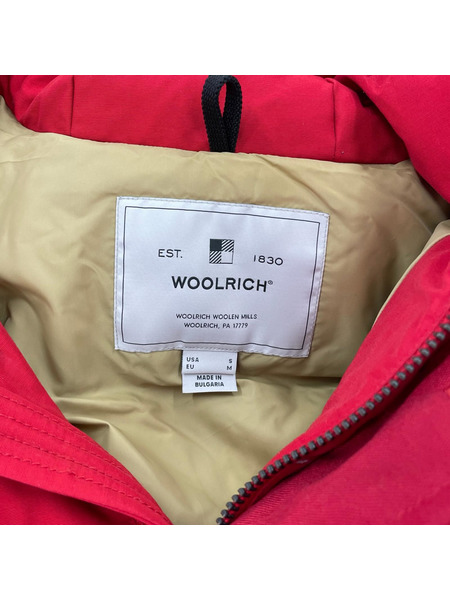 EST. 1830
WOOLRICH®
WOOLRICH WOOLEN MILLS
WOOLRICH, PA 17779
USA S
EU M
MADE IN
BULGARIA